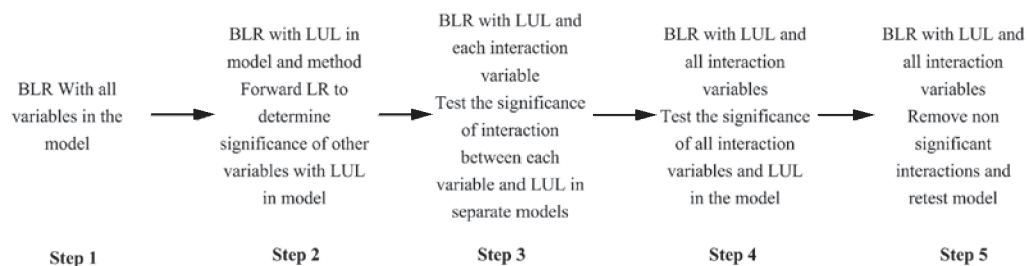 BLR With all
variables in the
model
BLR with LUL in
model and method
Forward LR to
determine
significance of other
variables with LUL
in model
BLR with LUL and
each interaction
variable
Test the significance
of interaction
between each
variable and LUL in
separate models
BLR with LUL and
all interaction
variables
Test the significance
of all interaction
variables and LUL
in the model
BLR with LUL and
all interaction
variables
Remove non
significant
interactions and
retest model
Step 1
Step 2
Step 3
Step 4
Step 5